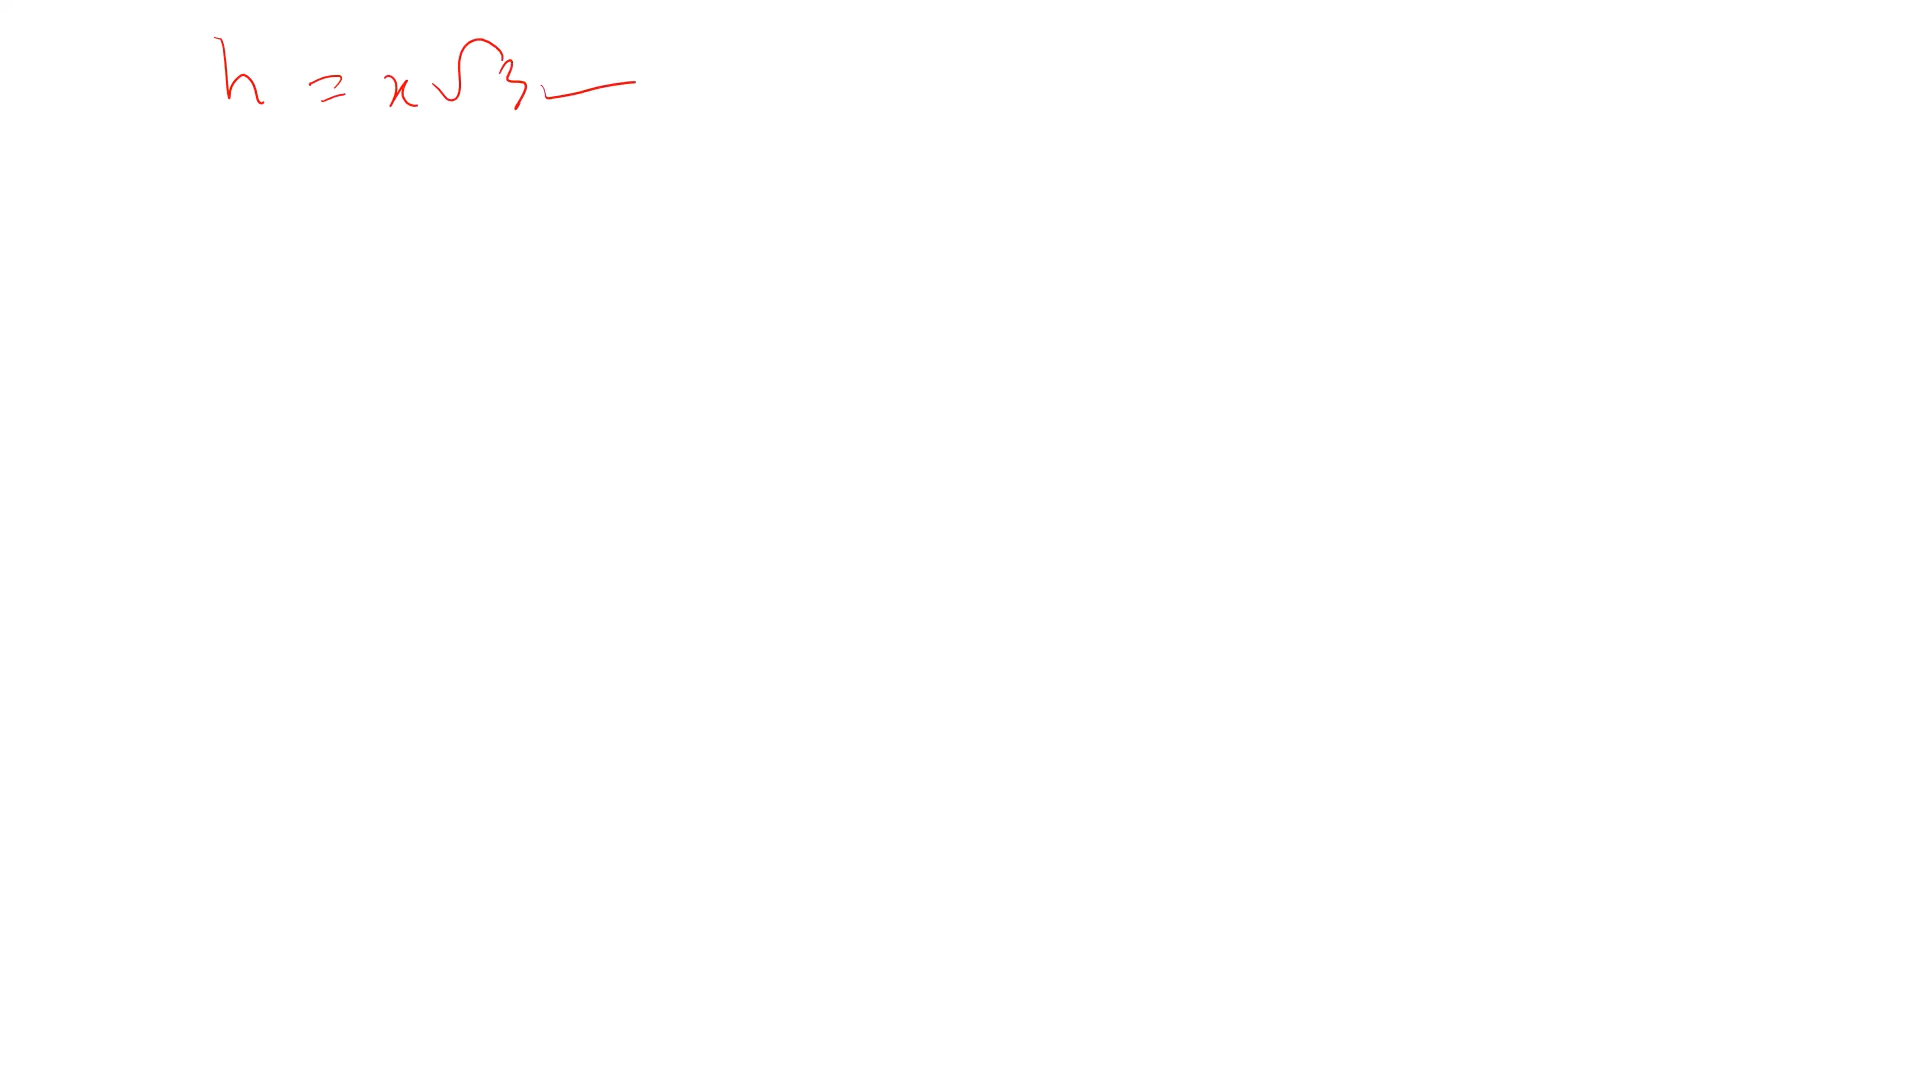 h = x√3